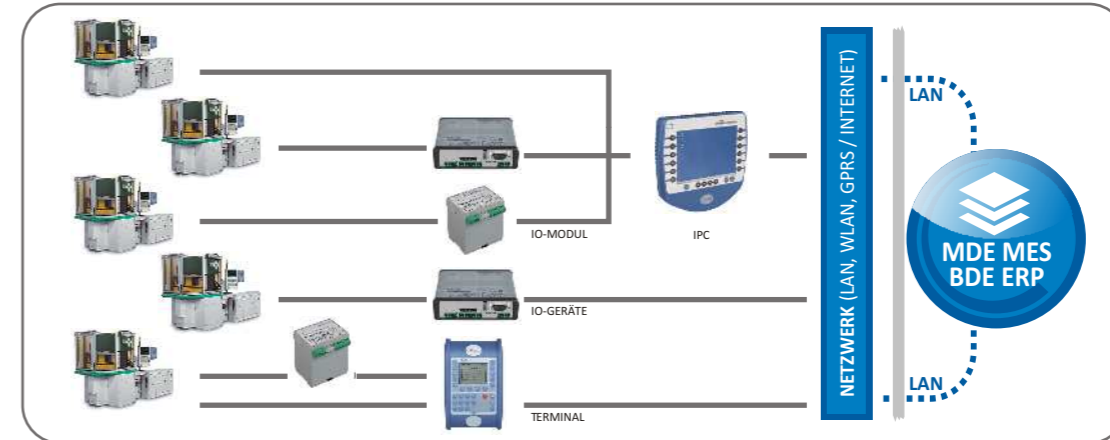 LAN
IO-MODUL
IPC
NETZWERK (LAN, WLAN, GPRS / INTERNET)
MDE MES
BDE ERP
IO-GERÄTE
LAN
TERMINAL